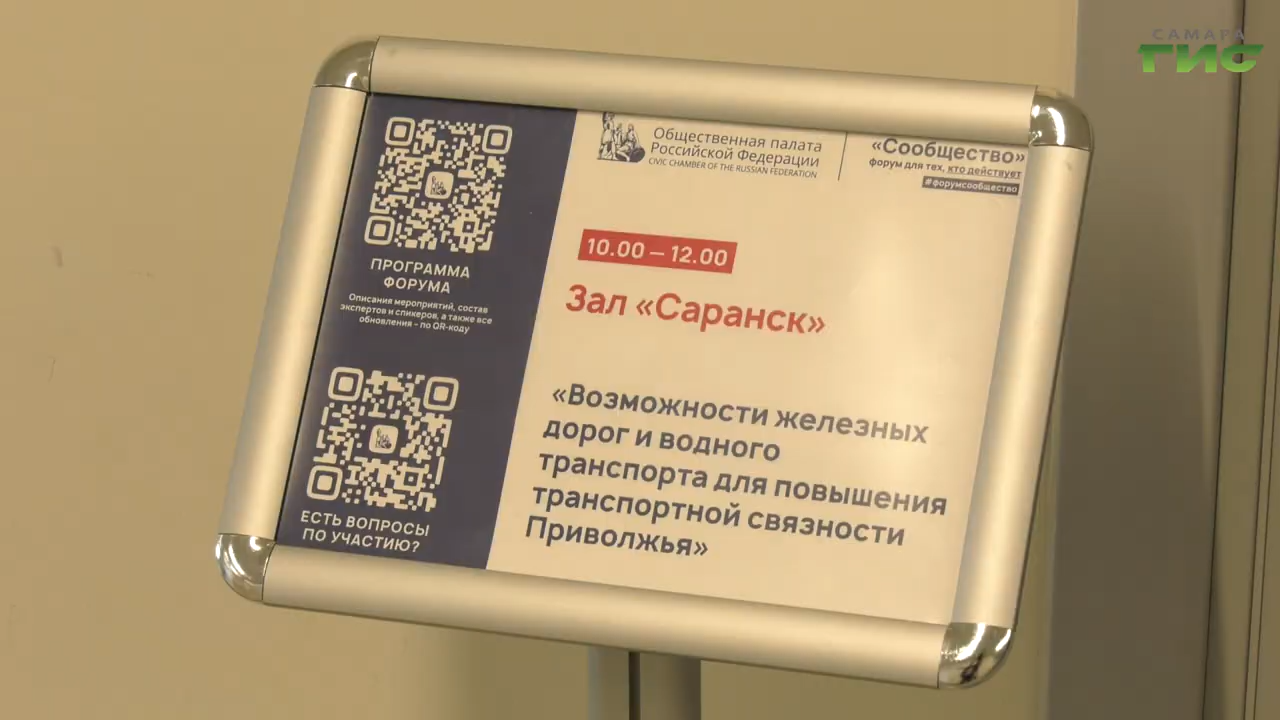 САМАРА
ГИС
Общественная палата
Российской Федерации
CIVIC CHAMBER OF THE RUSSIAN FEDERATION
«Сообщество»
форум для тех, кто действует
#форумсообщество
ПРОГРАММА
ФОРУМА
Описания мероприятий, состав
экспертов и спикеров, а также все
обновления - по QR-коду
ЕСТЬ ВОПРОСЫ
ПО УЧАСТИЮ?
10.00 – 12.00
Зал «Саранск»
«Возможности железных
дорог и водного
транспорта для повышения
транспортной связности
Приволжья»